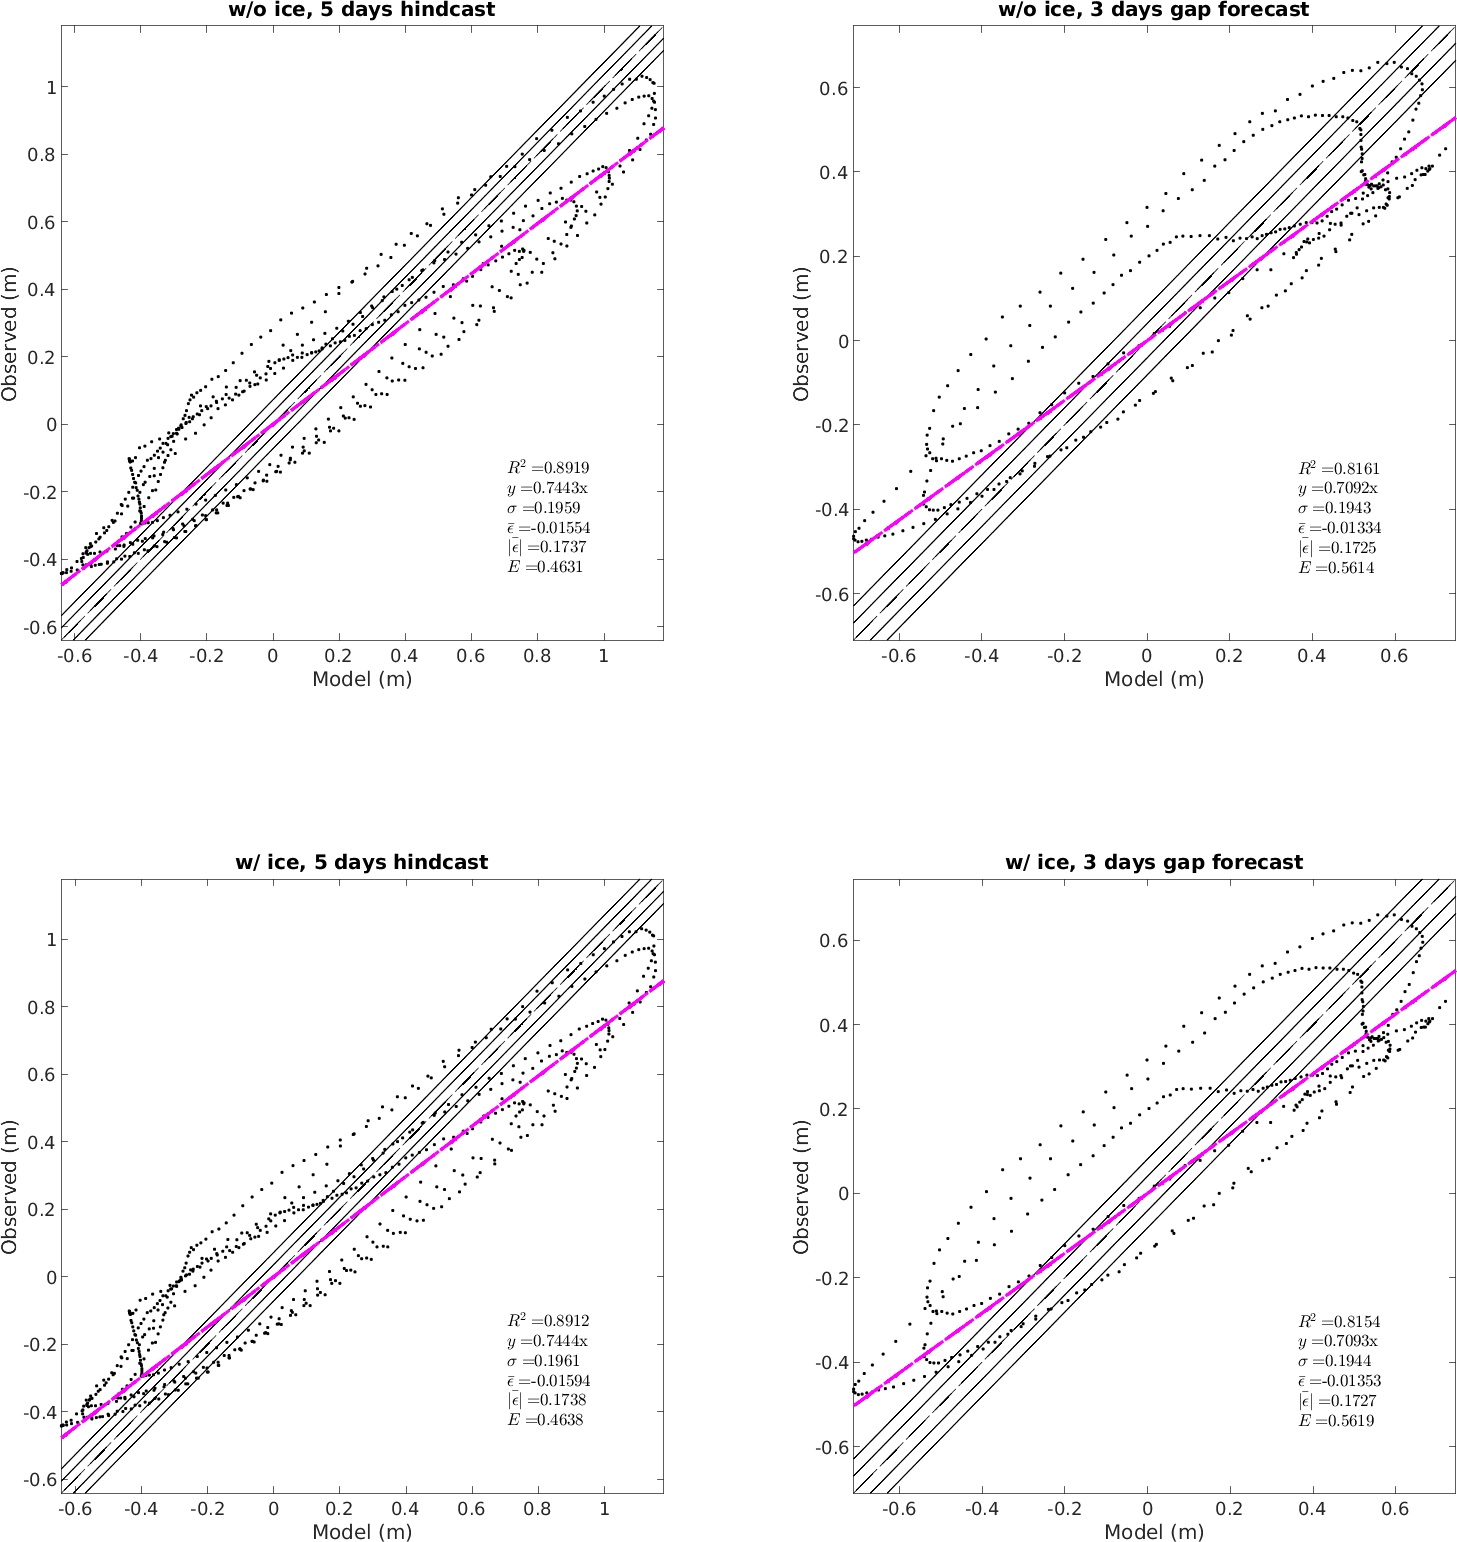 w/o ice, 5 days hindcast
1
0.8
0.6
0.4
0.2
0
-0.2
-0.4
-0.6
Observed (m)
R² =0.8919
y =0.7443x
σ =0.1959
ε̄ =-0.01554
|ε̄| =0.1737
E =0.4631
-0.6 -0.4 -0.2 0 0.2 0.4 0.6 0.8 1
Model (m)
w/o ice, 3 days gap forecast
0.6
0.4
0.2
0
-0.2
-0.4
-0.6
Observed (m)
R² =0.8161
y =0.7092x
σ =0.1943
ε̄ =-0.01334
|ε̄| =0.1725
E =0.5614
-0.6 -0.4 -0.2 0 0.2 0.4 0.6
Model (m)
w/ ice, 5 days hindcast
1
0.8
0.6
0.4
0.2
0
-0.2
-0.4
-0.6
Observed (m)
R² =0.8912
y =0.7444x
σ =0.1961
ε̄ =-0.01594
|ε̄| =0.1738
E =0.4638
-0.6 -0.4 -0.2 0 0.2 0.4 0.6 0.8 1
Model (m)
w/ ice, 3 days gap forecast
0.6
0.4
0.2
0
-0.2
-0.4
-0.6
Observed (m)
R² =0.8154
y =0.7093x
σ =0.1944
ε̄ =-0.01353
|ε̄| =0.1727
E =0.5619
-0.6 -0.4 -0.2 0 0.2 0.4 0.6
Model (m)